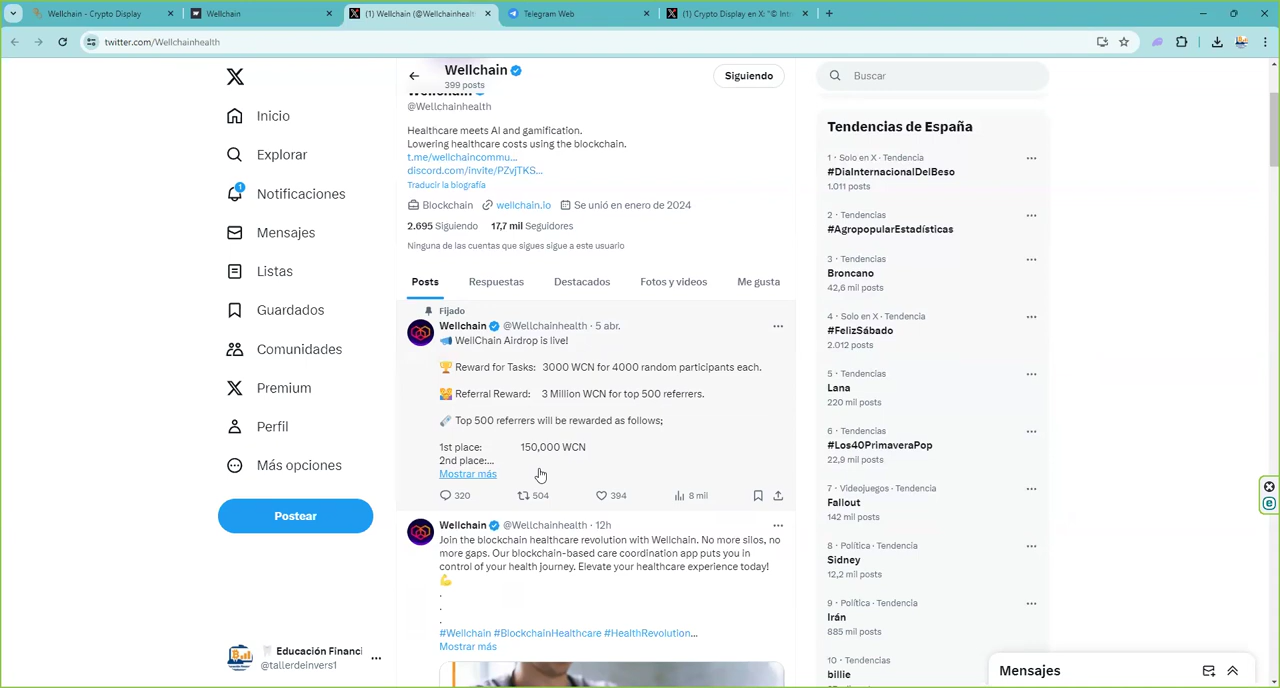 Wellchain - Crypto Display
Wellchain
(1) Wellchain (@Wellchainhealt
Telegram Web
(1) Crypto Display en X: "© Int
twitter.com/Wellchainhealth
Wellchain
399 posts
Siguiendo
Buscar
Wellchain
@Wellchainhealth
Healthcare meets AI and gamification.
Lowering healthcare costs using the blockchain.
t.me/wellchaincommu...
discord.com/invite/PZvjTKS...
Traducir la biografía
Blockchain wellchain.io Se unió en enero de 2024
2.695 Siguiendo 17,7 mil Seguidores
Ninguna de las cuentas que sigues sigue a este usuario
Posts Respuestas Destacados Fotos y videos Me gusta
Fijado
Wellchain @Wellchainhealth · 5 abr.
📢 WellChain Airdrop is live!
🏆 Reward for Tasks: 3000 WCN for 4000 random participants each.
Referral Reward: 3 Million WCN for top 500 referrers.
Top 500 referrers will be rewarded as follows;
1st place: 150,000 WCN
2nd place:...
Mostrar más
320 504 394 8 mil
Wellchain @Wellchainhealth · 12h
Join the blockchain healthcare revolution with Wellchain. No more silos, no
more gaps. Our blockchain-based care coordination app puts you in
control of your health journey. Elevate your healthcare experience today!
💪
.
.
.
#Wellchain #BlockchainHealthcare #HealthRevolution...
Mostrar más
Inicio
Explorar
1
Notificaciones
Mensajes
Listas
Guardados
Comunidades
Premium
Perfil
Más opciones
Postear
Educación Financi
@tallerdeinvers1
Tendencias de España
1 · Solo en X · Tendencia
#DiaInternacionalDelBeso
1.011 posts
2 · Tendencias
#AgropopularEstadísticas
3 · Tendencias
Broncano
42,6 mil posts
4 · Solo en X · Tendencia
#FelizSábado
2.012 posts
5 · Tendencias
Lana
220 mil posts
6 · Tendencias
#Los40PrimaveraPop
22,9 mil posts
7 · Videojuegos · Tendencia
Fallout
142 mil posts
8 · Política · Tendencia
Sidney
12,2 mil posts
9 · Política · Tendencia
Irán
885 mil posts
10 · Tendencias
billie
Mensajes